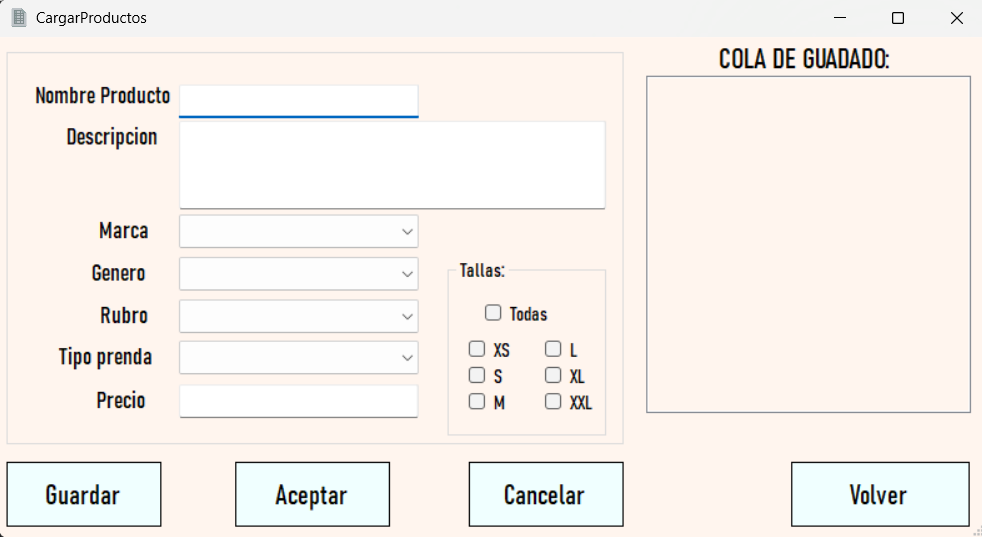 CargarProductos
COLA DE GUADADO:
Nombre Producto
Descripcion
Marca
Genero
Rubro
Tipo prenda
Precio
Tallas:
Todas
XS L
S XL
M XXL
Guardar Aceptar Cancelar Volver